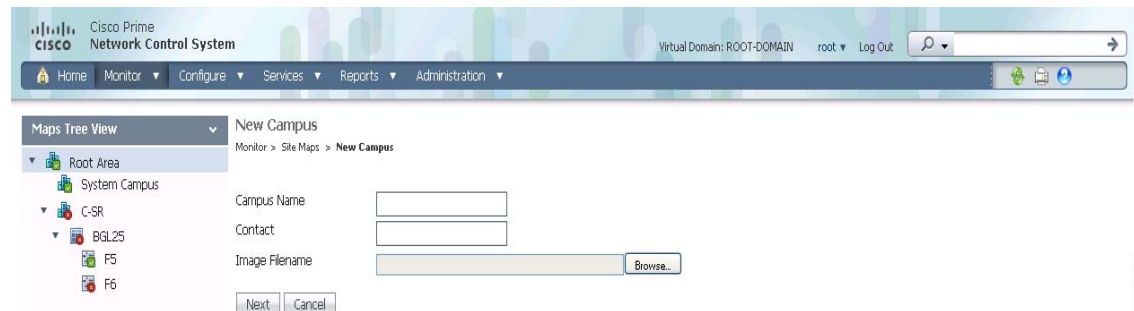 Cisco Prime
CISCO Network Control System
Virtual Domain: ROOT-DOMAIN root Log Out
Home Monitor Configure Services Reports Administration
Maps Tree View
Root Area
System Campus
C-SR
BGL25
F5
F6
New Campus
Monitor > Site Maps > New Campus
Campus Name
Contact
Image Filename Browse...
Next Cancel